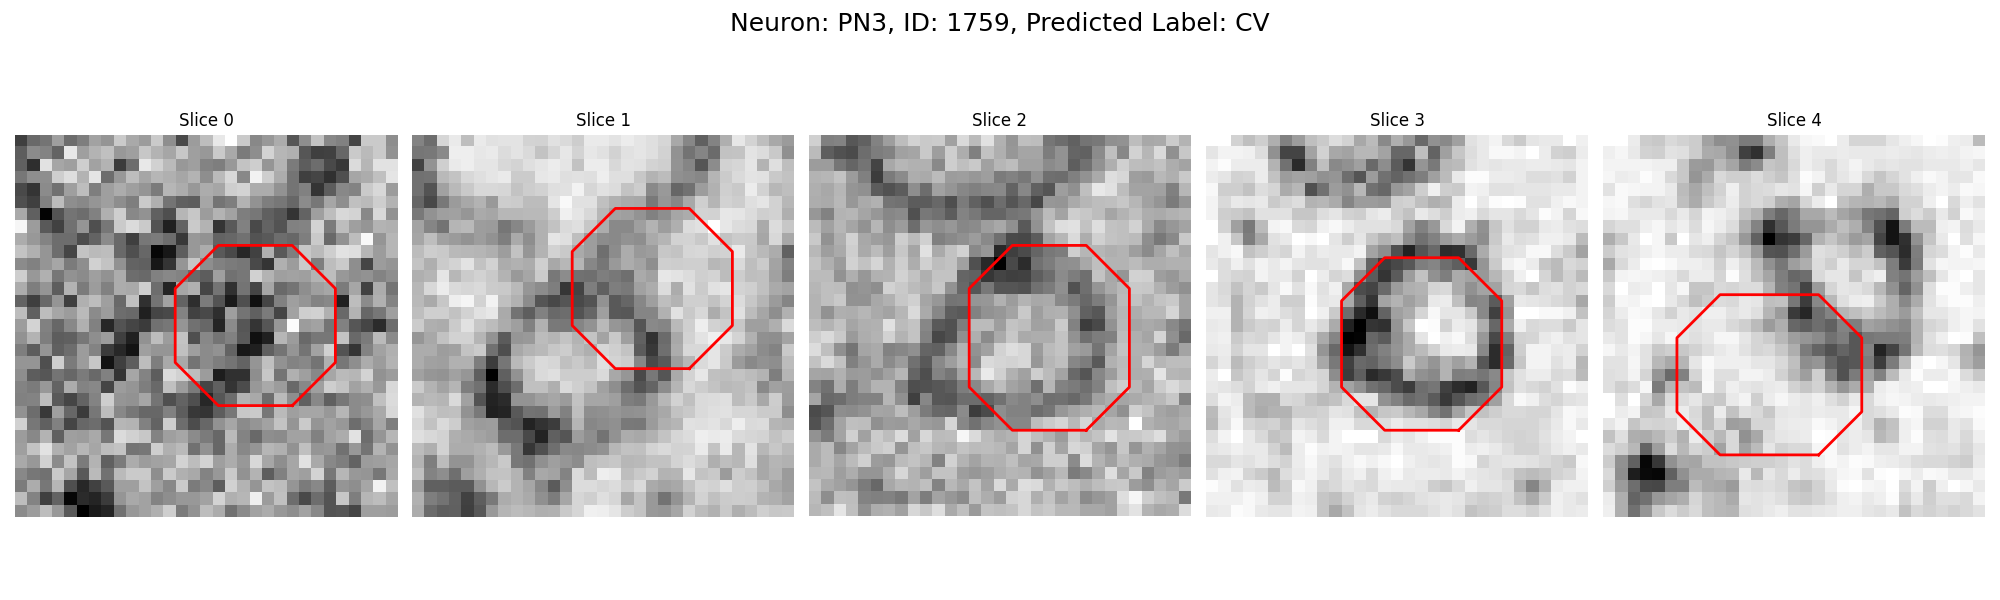 Neuron: PN3, ID: 1759, Predicted Label: CV
Slice 0
Slice 1
Slice 2
Slice 3
Slice 4